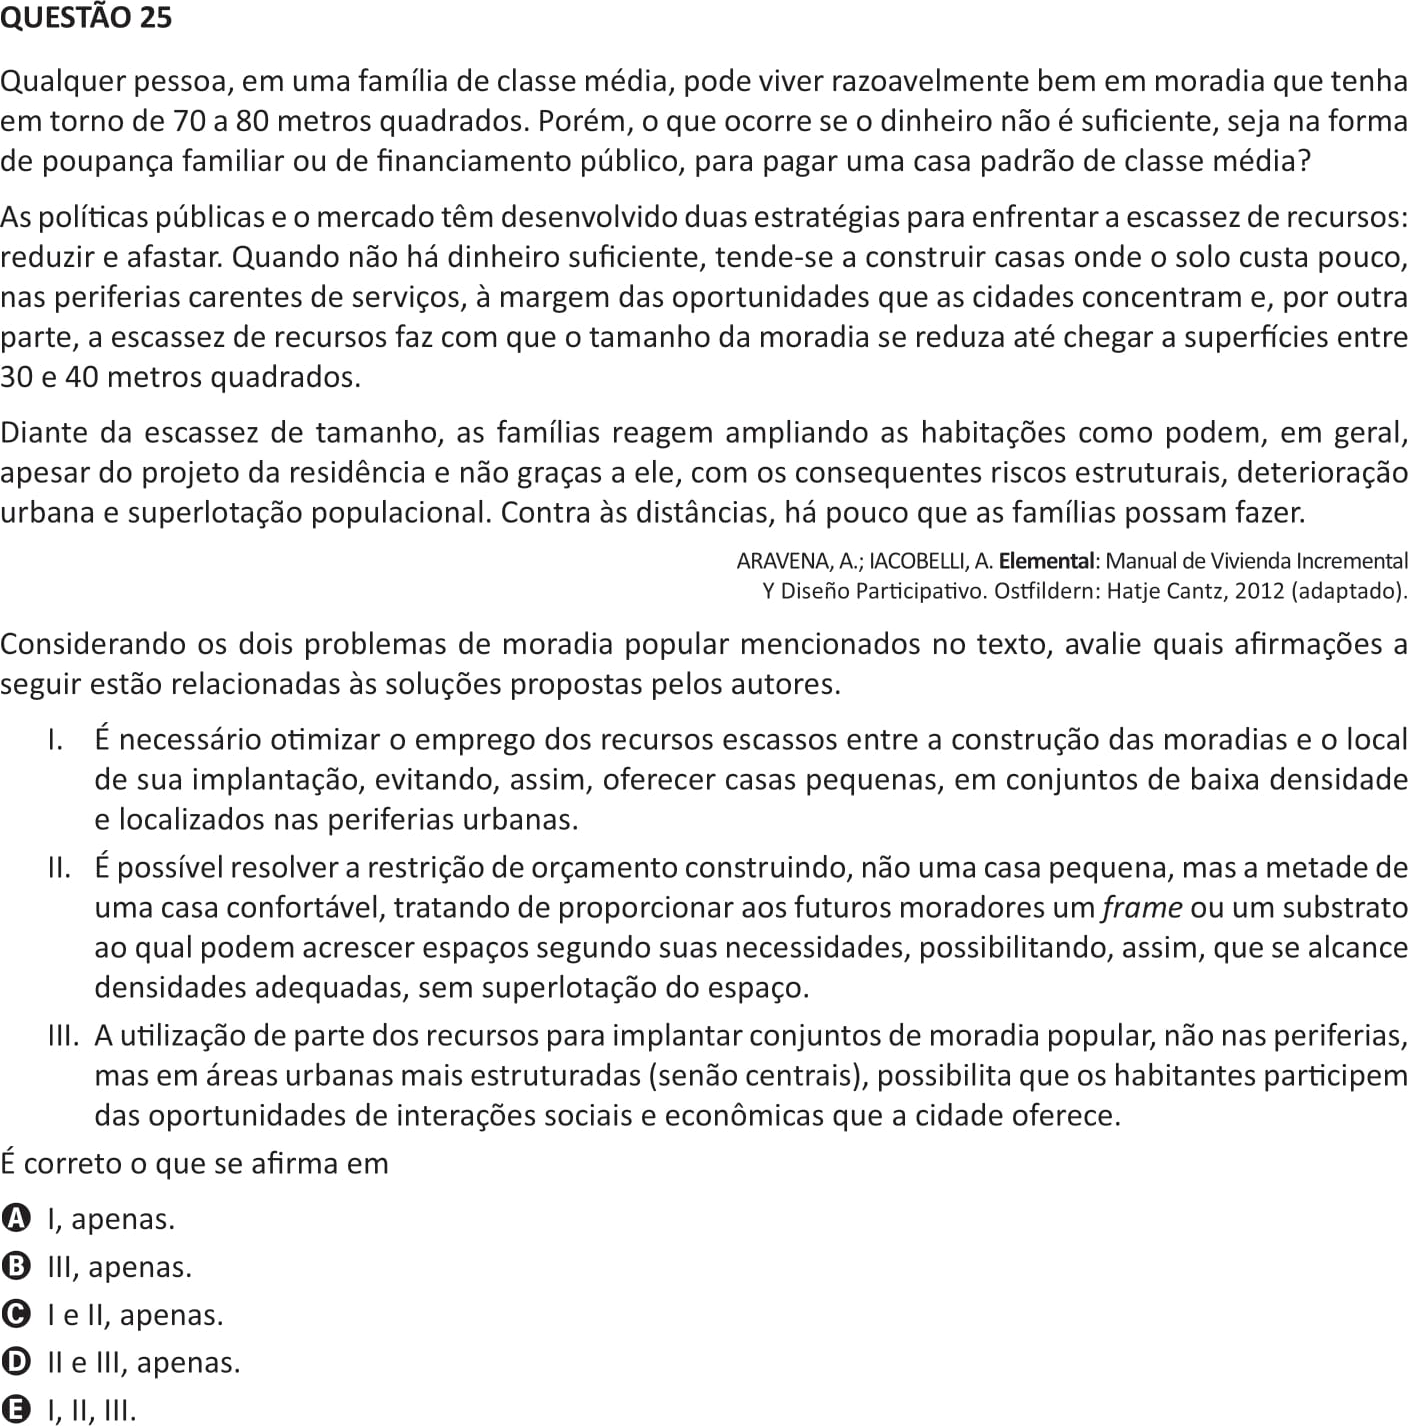 QUESTÃO 25
Qualquer pessoa, em uma família de classe média, pode viver razoavelmente bem em moradia que tenha
em torno de 70 a 80 metros quadrados. Porém, o que ocorre se o dinheiro não é suficiente, seja na forma
de poupança familiar ou de financiamento público, para pagar uma casa padrão de classe média?
As políticas públicas e o mercado têm desenvolvido duas estratégias para enfrentar a escassez de recursos:
reduzir e afastar. Quando não há dinheiro suficiente, tende-se a construir casas onde o solo custa pouco,
nas periferias carentes de serviços, à margem das oportunidades que as cidades concentram e, por outra
parte, a escassez de recursos faz com que o tamanho da moradia se reduza até chegar a superfícies entre
30 e 40 metros quadrados.
Diante da escassez de tamanho, as famílias reagem ampliando as habitações como podem, em geral,
apesar do projeto da residência e não graças a ele, com os consequentes riscos estruturais, deterioração
urbana e superlotação populacional. Contra às distâncias, há pouco que as famílias possam fazer.
ARAVENA, A.; IACOBELLI, A. Elemental: Manual de Vivienda Incremental
Y Diseño Participativo. Ostfildern: Hatje Cantz, 2012 (adaptado).
Considerando os dois problemas de moradia popular mencionados no texto, avalie quais afirmações a
seguir estão relacionadas às soluções propostas pelos autores.
I. É necessário otimizar o emprego dos recursos escassos entre a construção das moradias e o local
de sua implantação, evitando, assim, oferecer casas pequenas, em conjuntos de baixa densidade
e localizados nas periferias urbanas.
II. É possível resolver a restrição de orçamento construindo, não uma casa pequena, mas a metade de
uma casa confortável, tratando de proporcionar aos futuros moradores um frame ou um substrato
ao qual podem acrescer espaços segundo suas necessidades, possibilitando, assim, que se alcance
densidades adequadas, sem superlotação do espaço.
III. A utilização de parte dos recursos para implantar conjuntos de moradia popular, não nas periferias,
mas em áreas urbanas mais estruturadas (senão centrais), possibilita que os habitantes participem
das oportunidades de interações sociais e econômicas que a cidade oferece.
É correto o que se afirma em
A I, apenas.
B III, apenas.
C I e II, apenas.
D II e III, apenas.
E I, II, III.